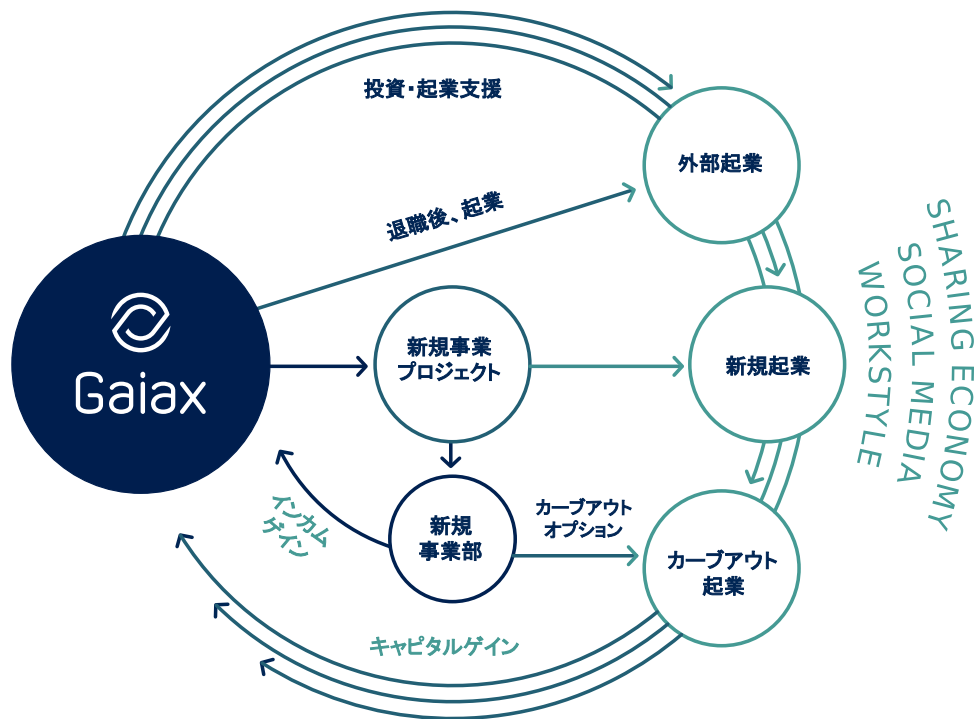 投資・起業支援
外部起業
退職後、起業
Gaiax
新規事業
プロジェクト
新規起業
SHARING ECONOMY
SOCIAL MEDIA
WORKSTYLE
インカム
ゲイン
新規
事業部
カーブアウト
オプション
カーブアウト
起業
キャピタルゲイン